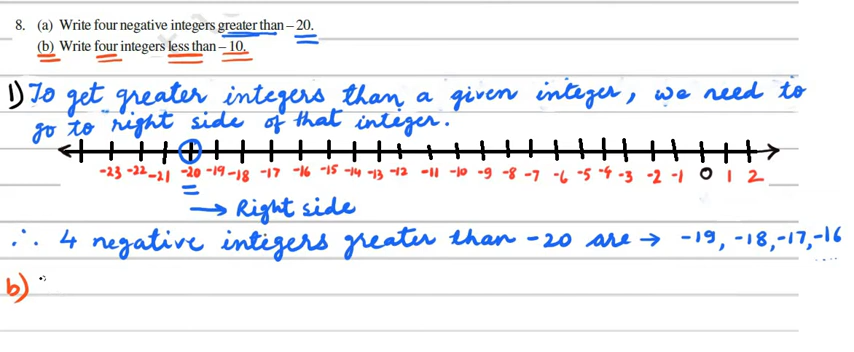 8. (a) Write four negative integers greater than – 20.
(b) Write four integers less than – 10.
1) To get greater integers than a given integer, we need to
go to right side of that integer.
-23 -22 -21 -20 -19 -18 -17 -16 -15 -14 -13 -12 -11 -10 -9 -8 -7 -6 -5 -4 -3 -2 -1 0 1 2
→ Right side
∴ 4 negative integers greater than -20 are → -19, -18, -17, -16
b)